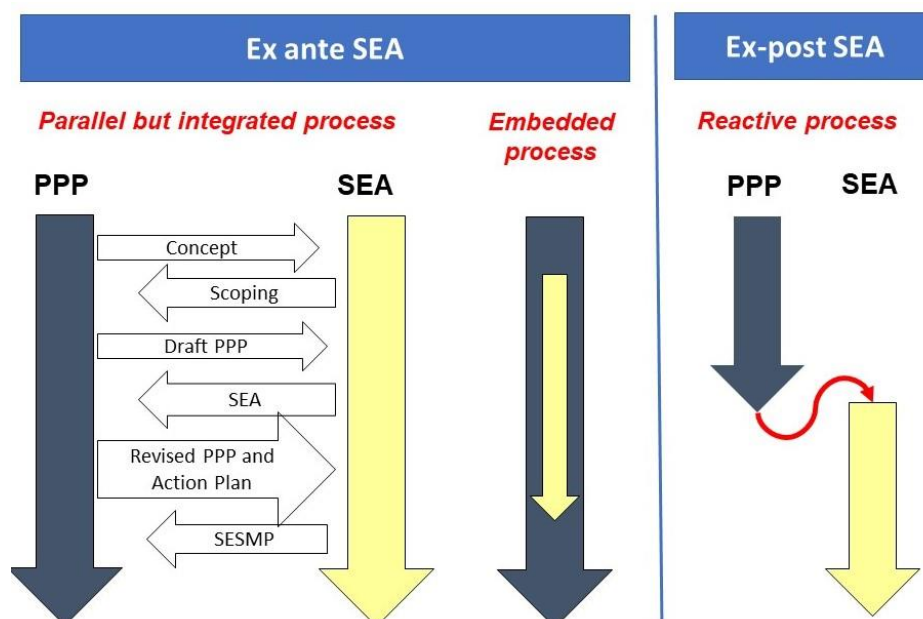 Ex ante SEA
Parallel but integrated process
PPP
SEA
Concept
Scoping
Draft PPP
SEA
Revised PPP and
Action Plan
SESMP
Embedded
process
Ex-post SEA
Reactive process
PPP
SEA